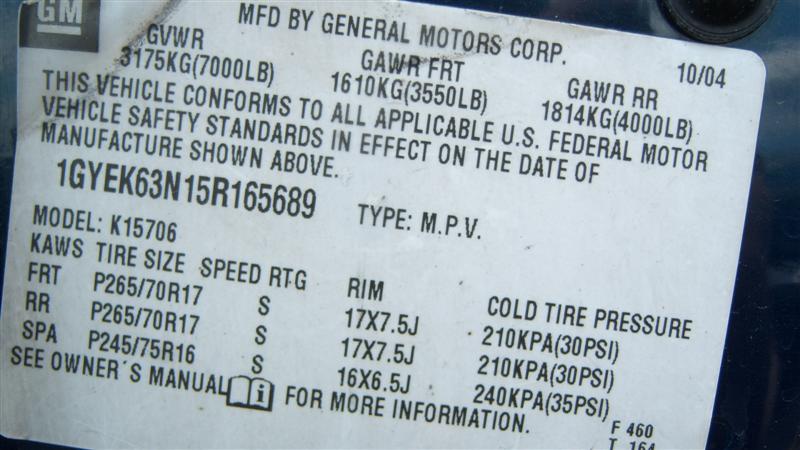 GM
MFD BY GENERAL MOTORS CORP. 10/04
GVWR GAWR FRT GAWR RR
3175KG(7000LB) 1610KG(3550LB) 1814KG(4000LB)
THIS VEHICLE CONFORMS TO ALL APPLICABLE U.S. FEDERAL MOTOR
VEHICLE SAFETY STANDARDS IN EFFECT ON THE DATE OF
MANUFACTURE SHOWN ABOVE.
1GYEK63N15R165689 TYPE: M.P.V.
MODEL: K15706
KAWS TIRE SIZE SPEED RTG RIM COLD TIRE PRESSURE
FRT P265/70R17 S 17X7.5J 210KPA(30PSI)
RR P265/70R17 S 17X7.5J 210KPA(30PSI)
SPA P245/75R16 S 16X6.5J 240KPA(35PSI)
SEE OWNER'S MANUAL i FOR MORE INFORMATION.
F 460
T 164